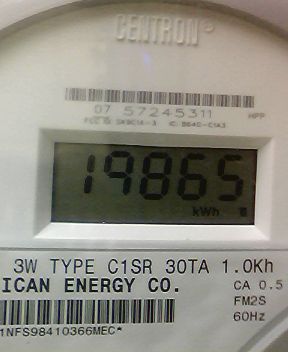 CENTRON®
07 57245311 HPP
19865
kWh
3W TYPE C1SR 30TA 1.0Kh
ICAN ENERGY CO. CA 0.5
FM2S
60Hz
1NFS98410366MEC*